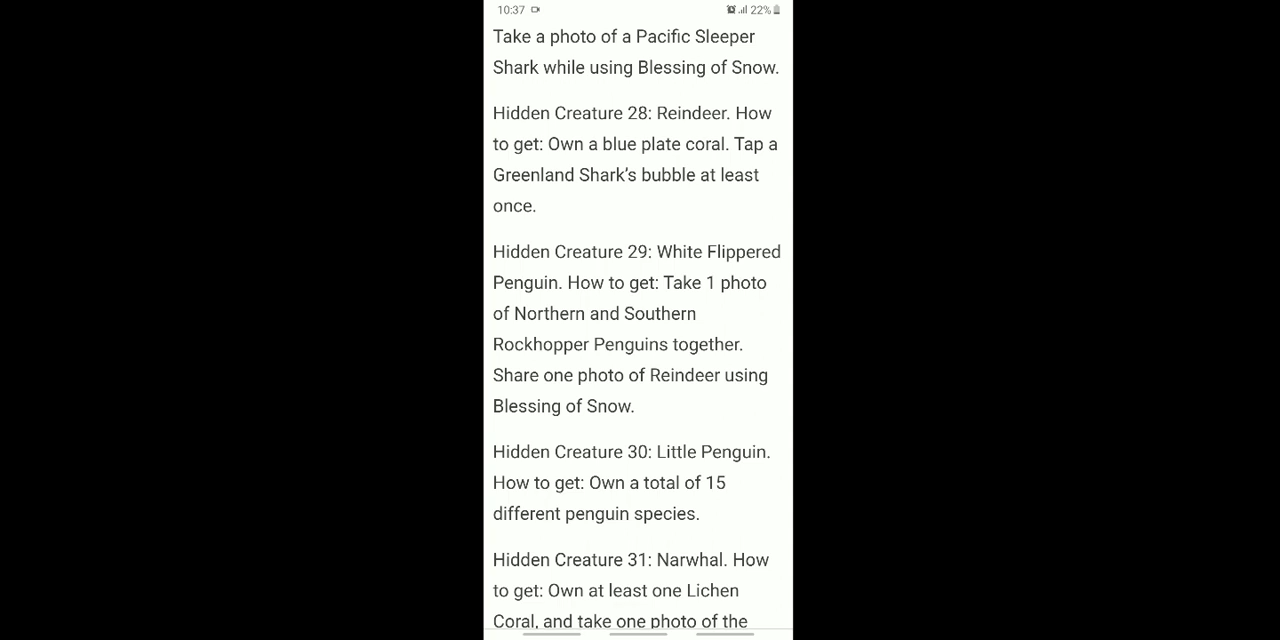 10:37
22%
Take a photo of a Pacific Sleeper
Shark while using Blessing of Snow.
Hidden Creature 28: Reindeer. How
to get: Own a blue plate coral. Tap a
Greenland Shark’s bubble at least
once.
Hidden Creature 29: White Flippered
Penguin. How to get: Take 1 photo
of Northern and Southern
Rockhopper Penguins together.
Share one photo of Reindeer using
Blessing of Snow.
Hidden Creature 30: Little Penguin.
How to get: Own a total of 15
different penguin species.
Hidden Creature 31: Narwhal. How
to get: Own at least one Lichen
Coral, and take one photo of the